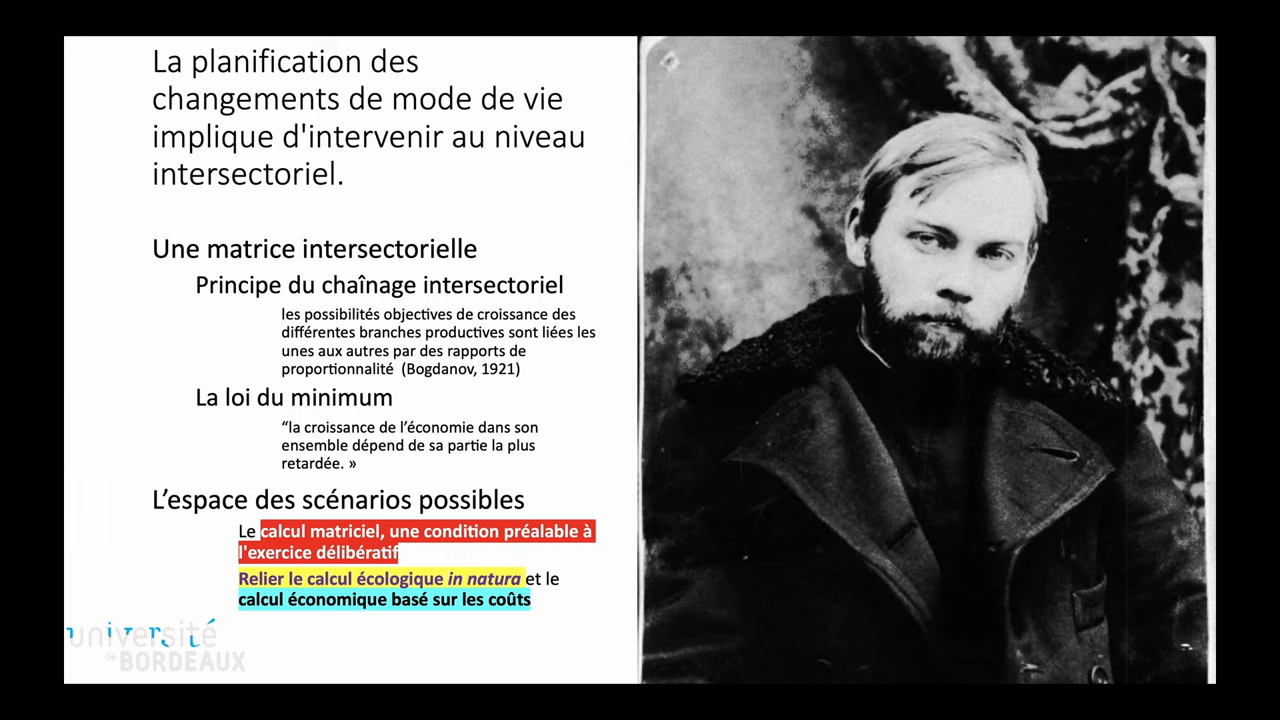 La planification des
changements de mode de vie
implique d'intervenir au niveau
intersectoriel.
Une matrice intersectorielle
Principe du chaînage intersectoriel
les possibilités objectives de croissance des
différentes branches productives sont liées les
unes aux autres par des rapports de
proportionnalité (Bogdanov, 1921)
La loi du minimum
“la croissance de l’économie dans son
ensemble dépend de sa partie la plus
retardée. »
L’espace des scénarios possibles
Le calcul matriciel, une condition préalable à
l'exercice délibératif
Relier le calcul écologique in natura et le
calcul économique basé sur les coûts
université
de BORDEAUX